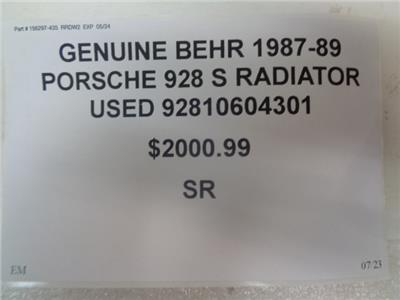 Part # 156297-435 RRDW2 EXP 05/24
GENUINE BEHR 1987-89
PORSCHE 928 S RADIATOR
USED 92810604301
$2000.99
SR
EM
07/23